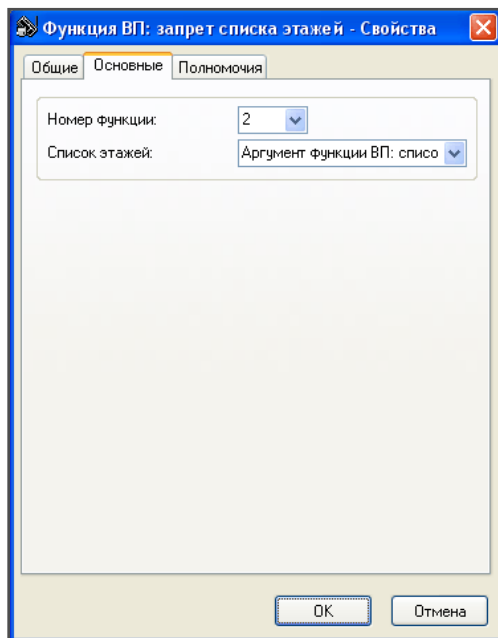 Функция ВП: запрет списка этажей - Свойства
Общие Основные Полномочия
Номер функции: 2
Список этажей: Аргумент функции ВП: списо
OK Отмена